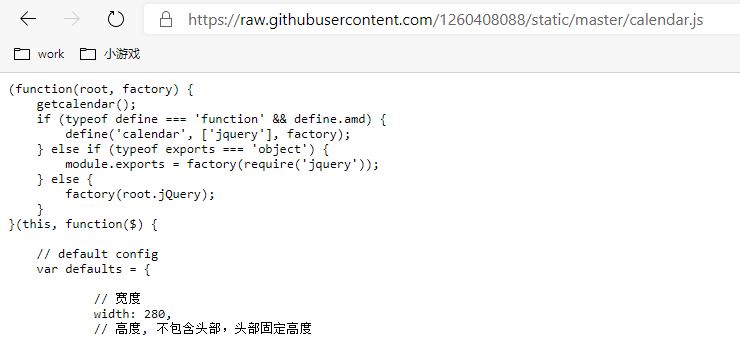 https://raw.githubusercontent.com/1260408088/static/master/calendar.js
work 小游戏
(function(root, factory) {
    getcalendar();
    if (typeof define === 'function' && define.amd) {
        define('calendar', ['jquery'], factory);
    } else if (typeof exports === 'object') {
        module.exports = factory(require('jquery'));
    } else {
        factory(root.jQuery);
    }
}(this, function($) {
    // default config
    var defaults = {
            // 宽度
            width: 280,
            // 高度, 不包含头部，头部固定高度